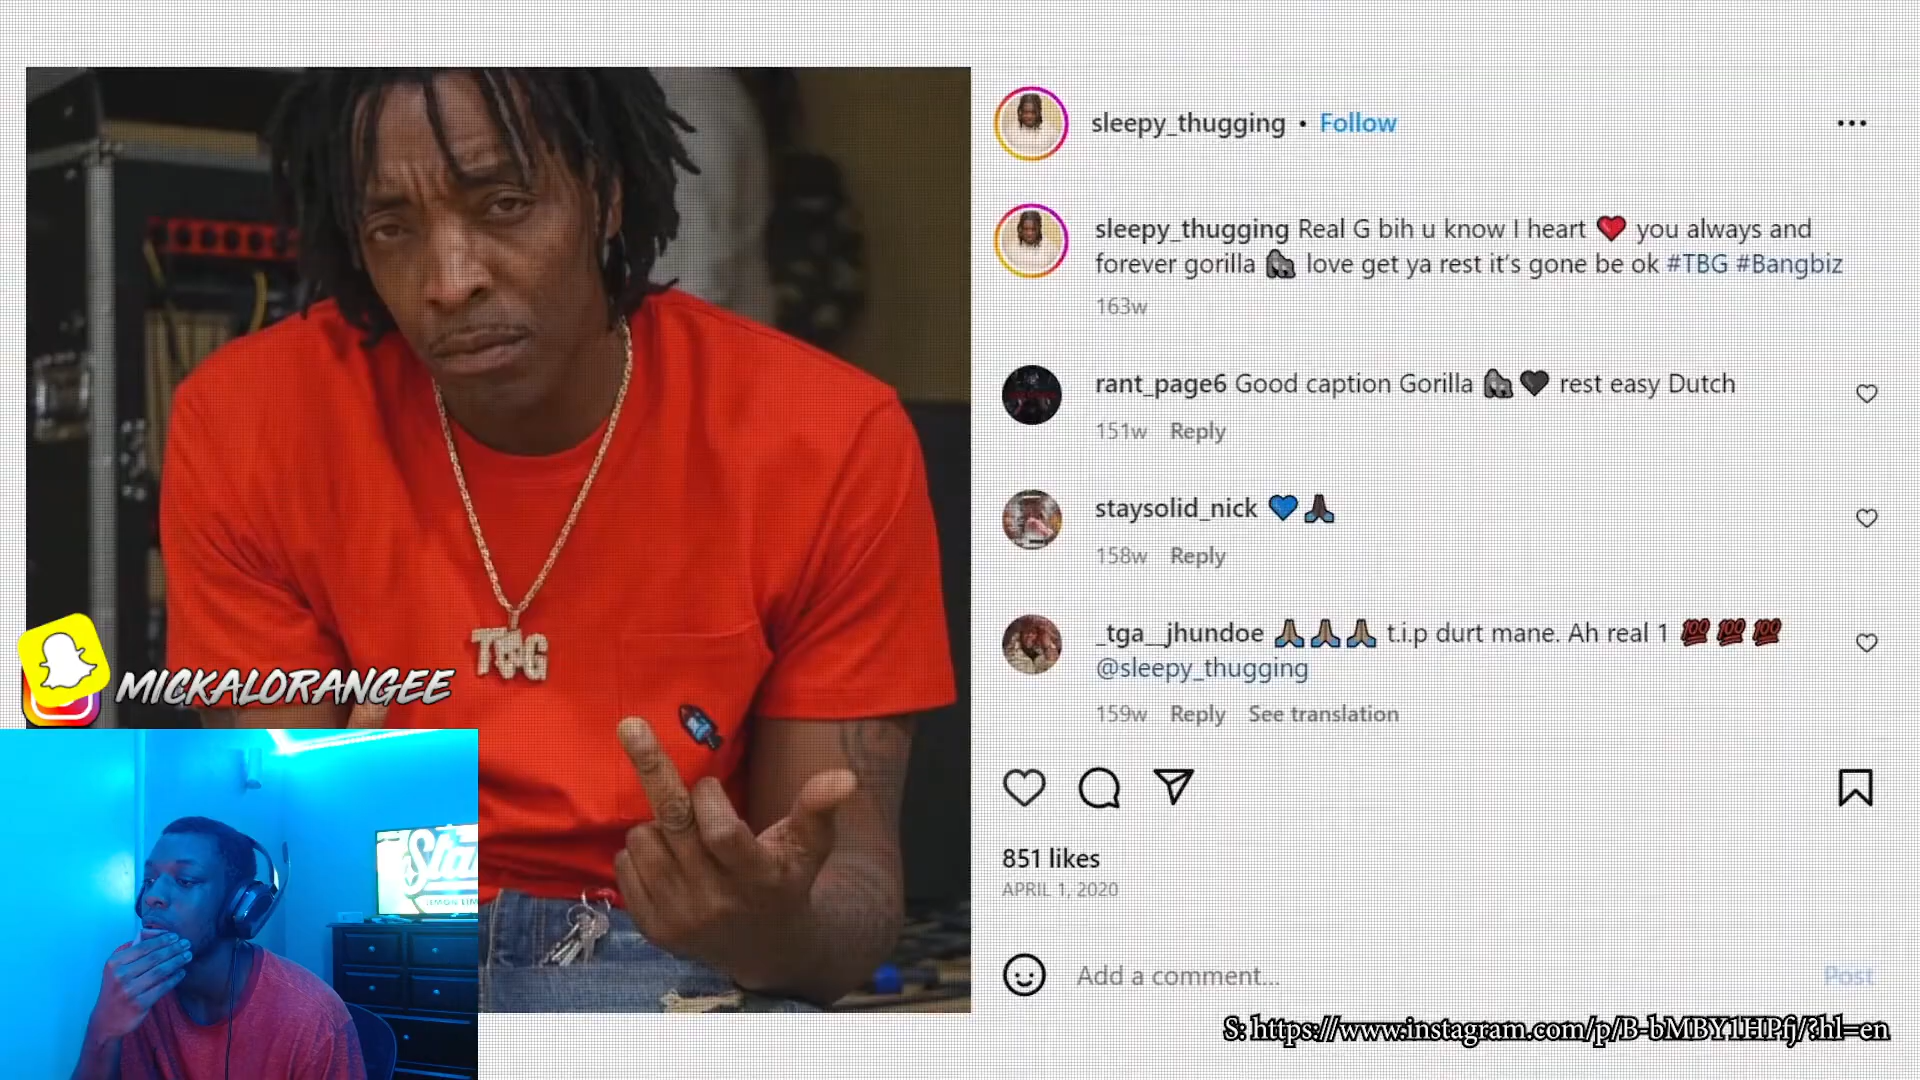 sleepy_thugging • Follow
sleepy_thugging Real G bih u know I heart ❤️ you always and
forever gorilla 🦍 love get ya rest it’s gone be ok #TBG #Bangbiz
163w
rant_page6 Good caption Gorilla 🦍🖤 rest easy Dutch
151w Reply
staysolid_nick 💙🙏🏿
158w Reply
_tga__jhundoe 🙏🏽🙏🏽🙏🏽 t.i.p durt mane. Ah real 1 💯💯💯
@sleepy_thugging
159w Reply See translation
851 likes
APRIL 1, 2020
Add a comment... Post
S: https://www.instagram.com/p/B-bMBY1HPfj/?hl=en
TBG
MICKALORANGEE